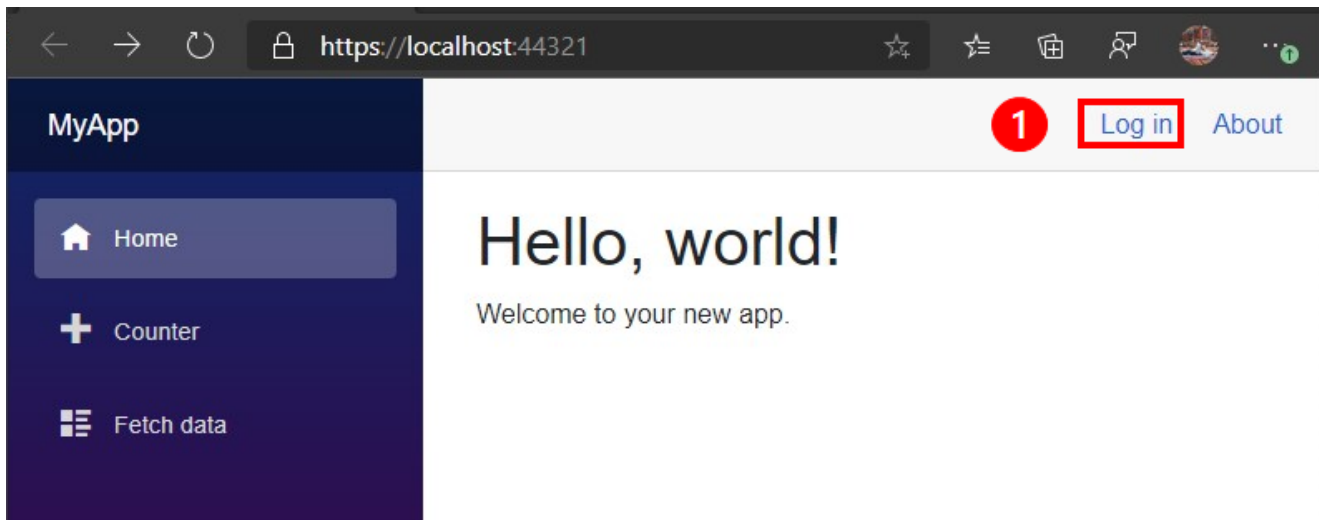 https://localhost:44321
MyApp
1
Log in
About
Home
Hello, world!
Welcome to your new app.
Counter
Fetch data